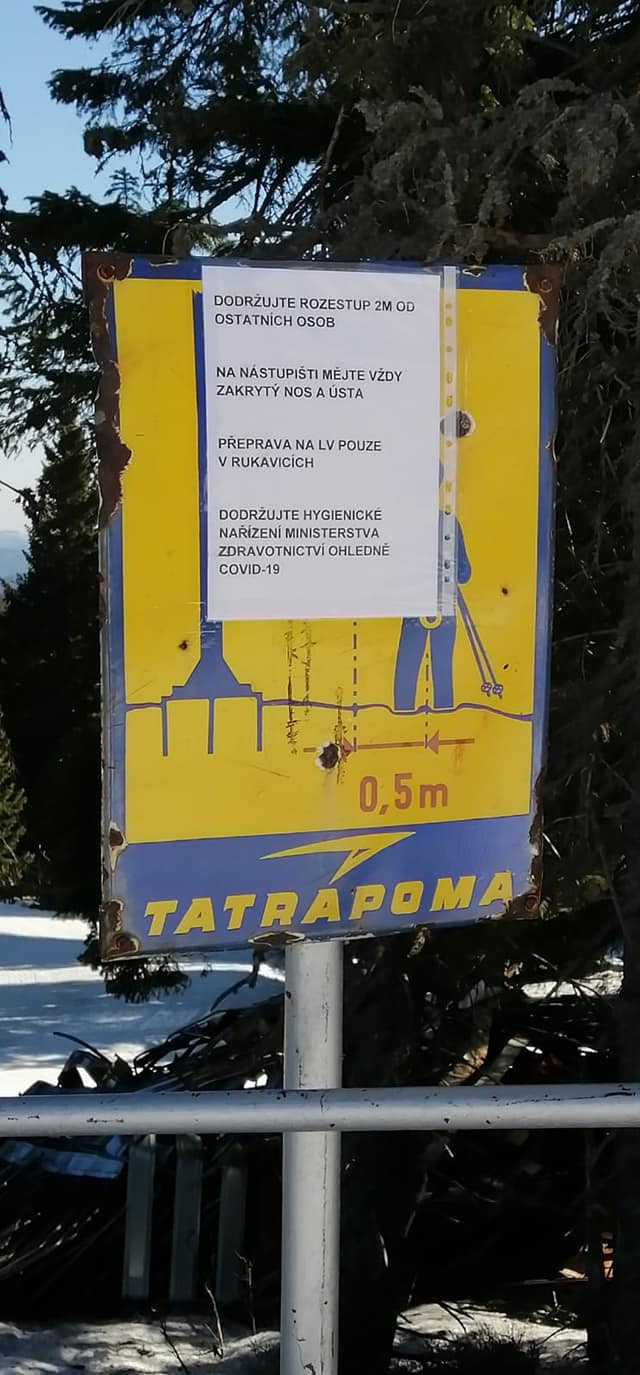 DODRŽUJTE ROZESTUP 2M OD
OSTATNÍCH OSOB
NA NÁSTUPIŠTI MĚJTE VŽDY
ZAKRYTÝ NOS A ÚSTA
PŘEPRAVA NA LV POUZE
V RUKAVICÍCH
DODRŽUJTE HYGIENICKÉ
NAŘÍZENÍ MINISTERSTVA
ZDRAVOTNICTVÍ OHLEDNĚ
COVID-19
0,5m
TATRAPOMA